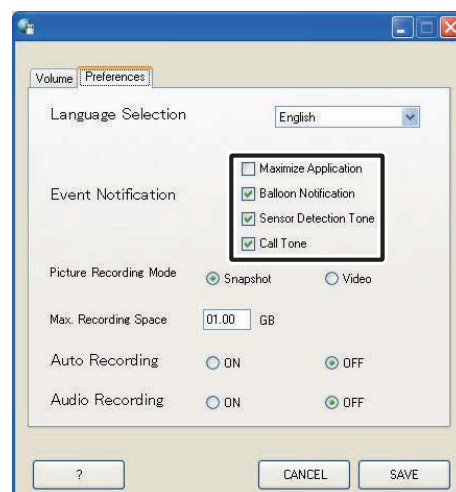 Volume Preferences
Language Selection English
Maximize Application
Event Notification
Balloon Notification
Sensor Detection Tone
Call Tone
Picture Recording Mode Snapshot Video
Max. Recording Space 01.00 GB
Auto Recording ON OFF
Audio Recording ON OFF
? CANCEL SAVE